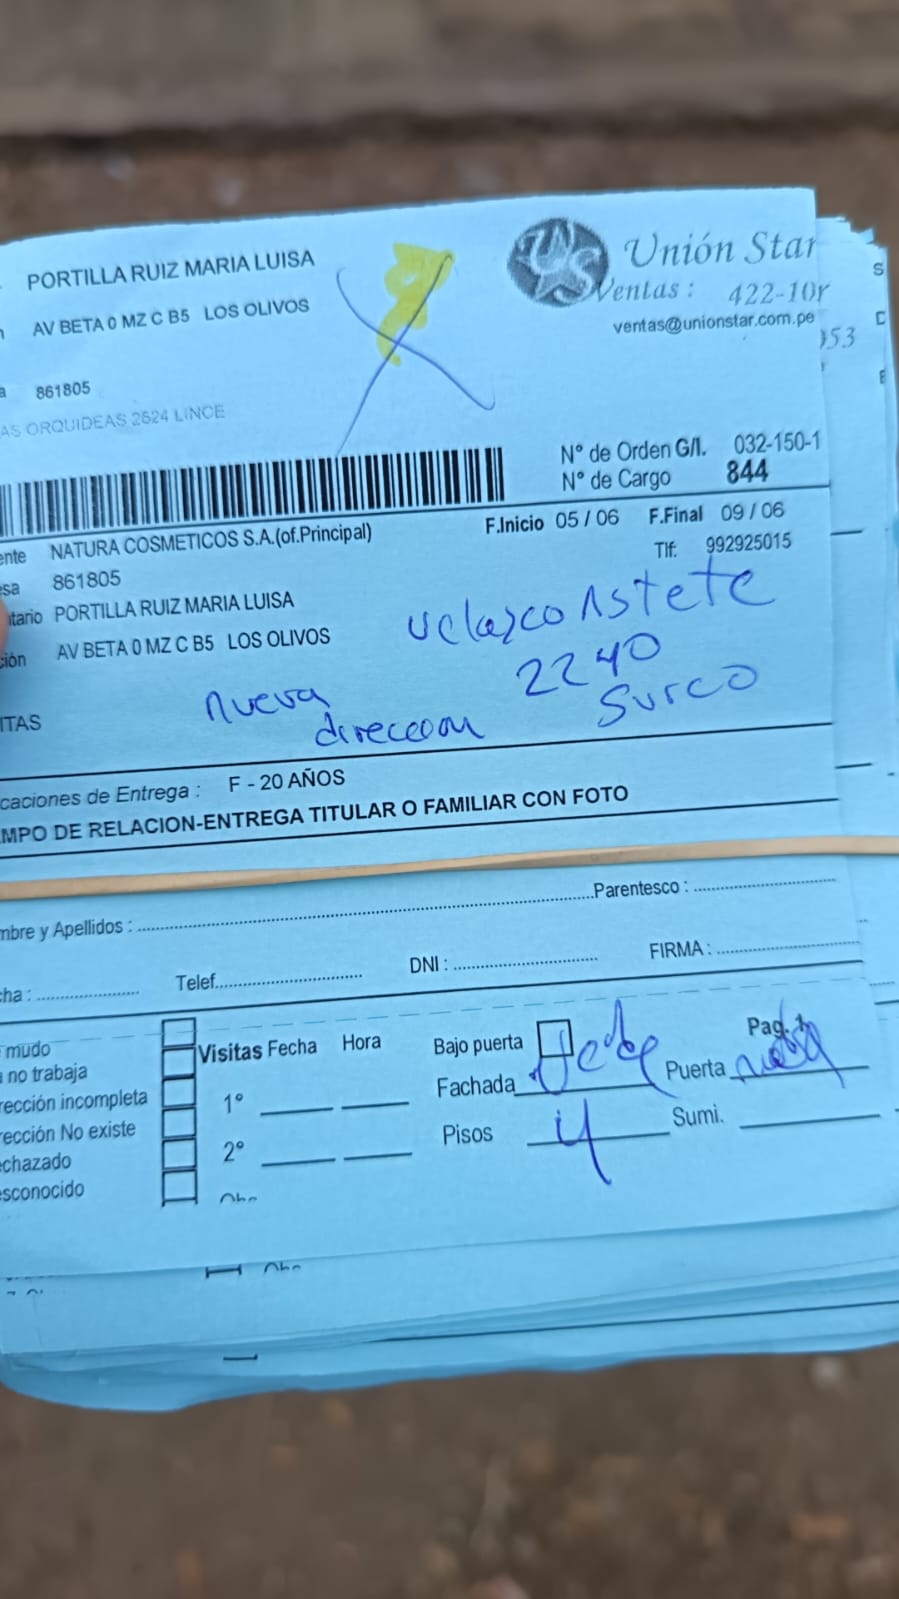 PORTILLA RUIZ MARIA LUISA
AV BETA 0 MZ C B5 LOS OLIVOS
861805
AS ORQUIDEAS 2624 LINCE
US
Unión Star
Ventas : 422-10
ventas@unionstar.com.pe
953
N° de Orden G/I. 032-150-1
N° de Cargo 844
ente NATURA COSMETICOS S.A.(of.Principal)
F.Inicio 05 / 06 F.Final 09 / 06
esa 861805
Tlf: 992925015
tario PORTILLA RUIZ MARIA LUISA
ción AV BETA 0 MZ C B5 LOS OLIVOS
Velazco Astete
2240
Surco
nueva
direccion
ITAS
caciones de Entrega : F - 20 AÑOS
MPO DE RELACION-ENTREGA TITULAR O FAMILIAR CON FOTO
mbre y Apellidos : Parentesco :
cha : Telef. DNI : FIRMA :
mudo
no trabaja
rección incompleta
rección No existe
echazado
esconocido
Visitas Fecha Hora
1°
2°
Bajo puerta
Pag. 1
Fachada Puerta
Pisos 4 Sumi.